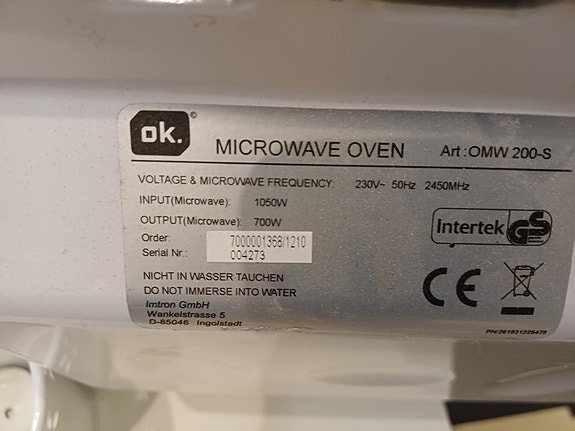 ok.©
MICROWAVE OVEN Art :OMW 200-S
VOLTAGE & MICROWAVE FREQUENCY: 230V~ 50Hz 2450MHz
INPUT(Microwave): 1050W
OUTPUT(Microwave): 700W
Order: 7000001368/1210
Serial Nr.: 004273
Intertek GS
NICHT IN WASSER TAUCHEN
DO NOT IMMERSE INTO WATER
CE
Imtron GmbH
Wankelstrasse 5
D-85046 Ingolstadt